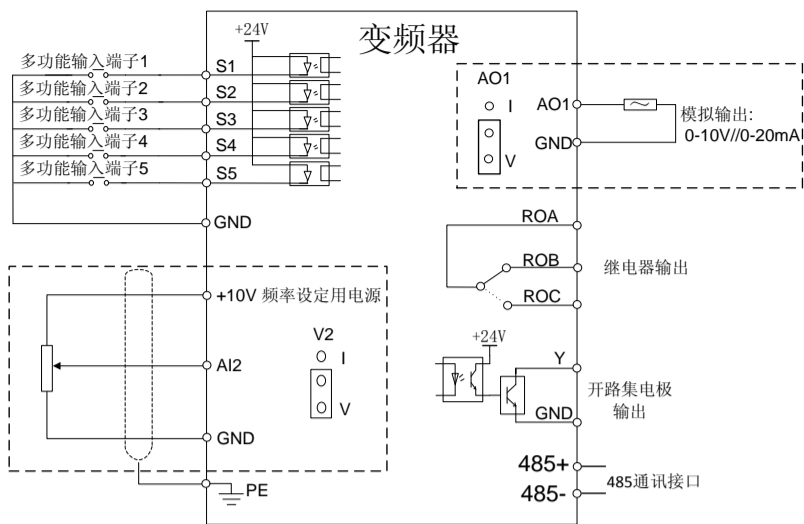 变频器
+24V
多功能输入端子1
S1
多功能输入端子2
S2
多功能输入端子3
S3
多功能输入端子4
S4
多功能输入端子5
S5
GND
+10V 频率设定用电源
V2
I
V
AI2
GND
PE
AO1
I
V
AO1
GND
模拟输出:
0-10V//0-20mA
ROA
ROB
ROC
继电器输出
+24V
Y
GND
开路集电极
输出
485+
485-
485通讯接口